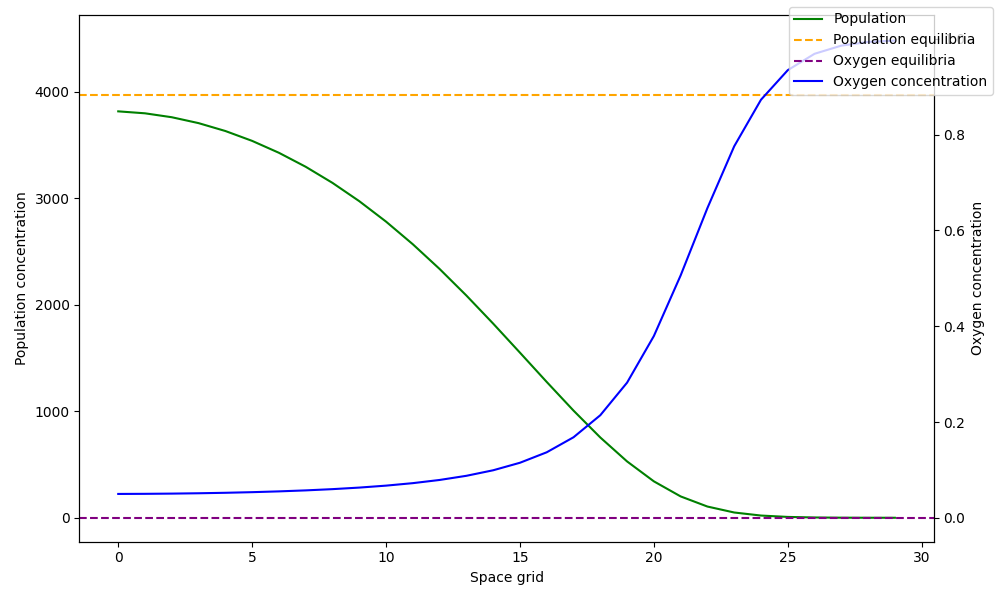 Population
Population equilibria
Oxygen equilibria
Oxygen concentration
Population concentration
4000
3000
2000
1000
0
0.8
0.6
0.4
0.2
0.0
Oxygen concentration
0 5 10 15 20 25 30
Space grid